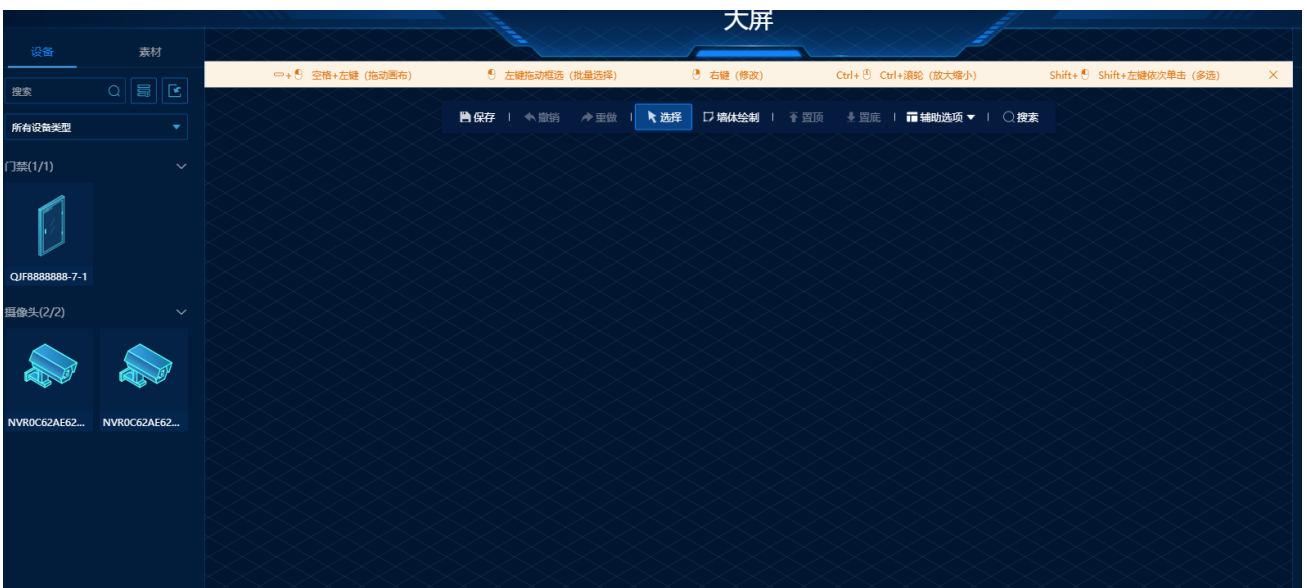 大屏
设备 素材
空格+左键 (拖动画布) 左键拖动框选 (批量选择) 右键 (修改) Ctrl+ Ctrl+滚轮 (放大缩小) Shift+ Shift+左键依次单击 (多选)
搜索
保存 撤销 重做 选择 墙体绘制 置顶 置底 辅助选项 搜索
所有设备类型
门禁(1/1)
QJF8888888-7-1
摄像头(2/2)
NVR0C62AE62... NVR0C62AE62...